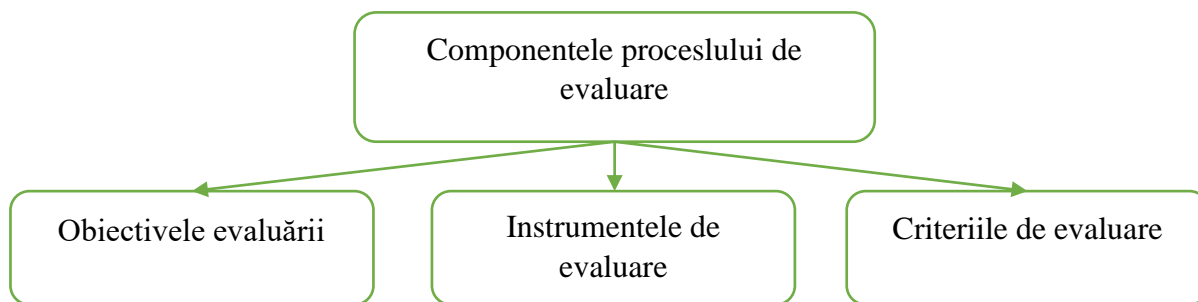 Componentele proceslului de
evaluare
Obiectivele evaluării
Instrumentele de
evaluare
Criteriile de evaluare